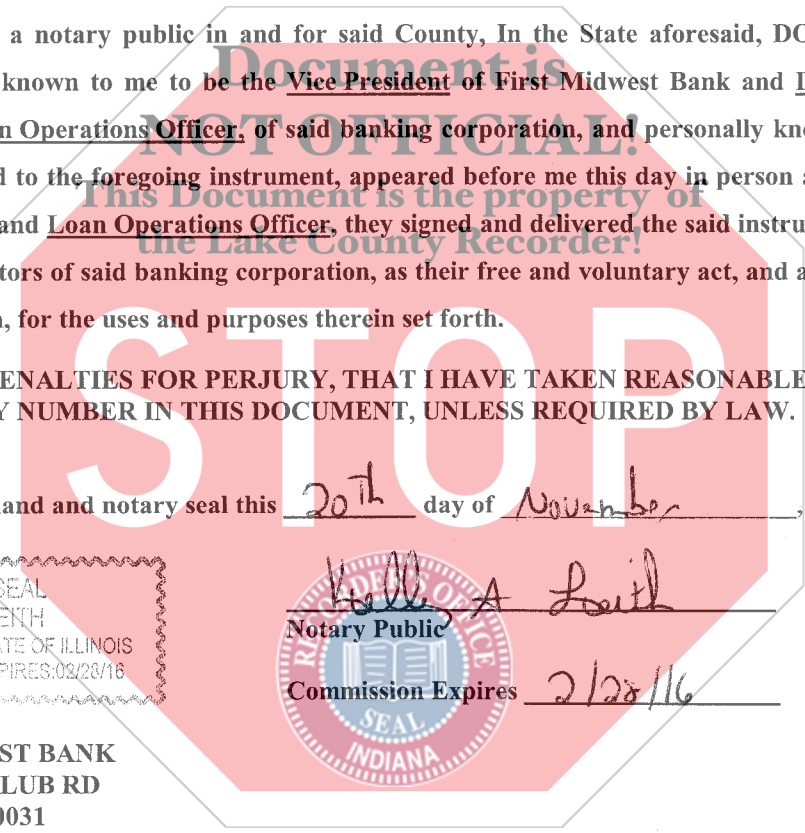 a notary public in and for said County, In the State aforesaid, DO
Document is
known to me to be the Vice President of First Midwest Bank and
n Operations Officer, of said banking corporation, and personally kno
NOT OFFICIAL!
d to the foregoing instrument, appeared before me this day in person a
This Document is the property of
and Loan Operations Officer, they signed and delivered the said instru
the Lake County Recorder!
tors of said banking corporation, as their free and voluntary act, and a
, for the uses and purposes therein set forth.
STOP
ENALTIES FOR PERJURY, THAT I HAVE TAKEN REASONABLE
Y NUMBER IN THIS DOCUMENT, UNLESS REQUIRED BY LAW.
and and notary seal this 20th day of November,
SEAL
EITH
ATE OF ILLINOIS
PIRES:02/28/16
Kelly A Leith
Notary Public
Commission Expires 2/28/16
RECORDER'S OFFICE
SEAL
INDIANA
ST BANK
LUB RD
0031